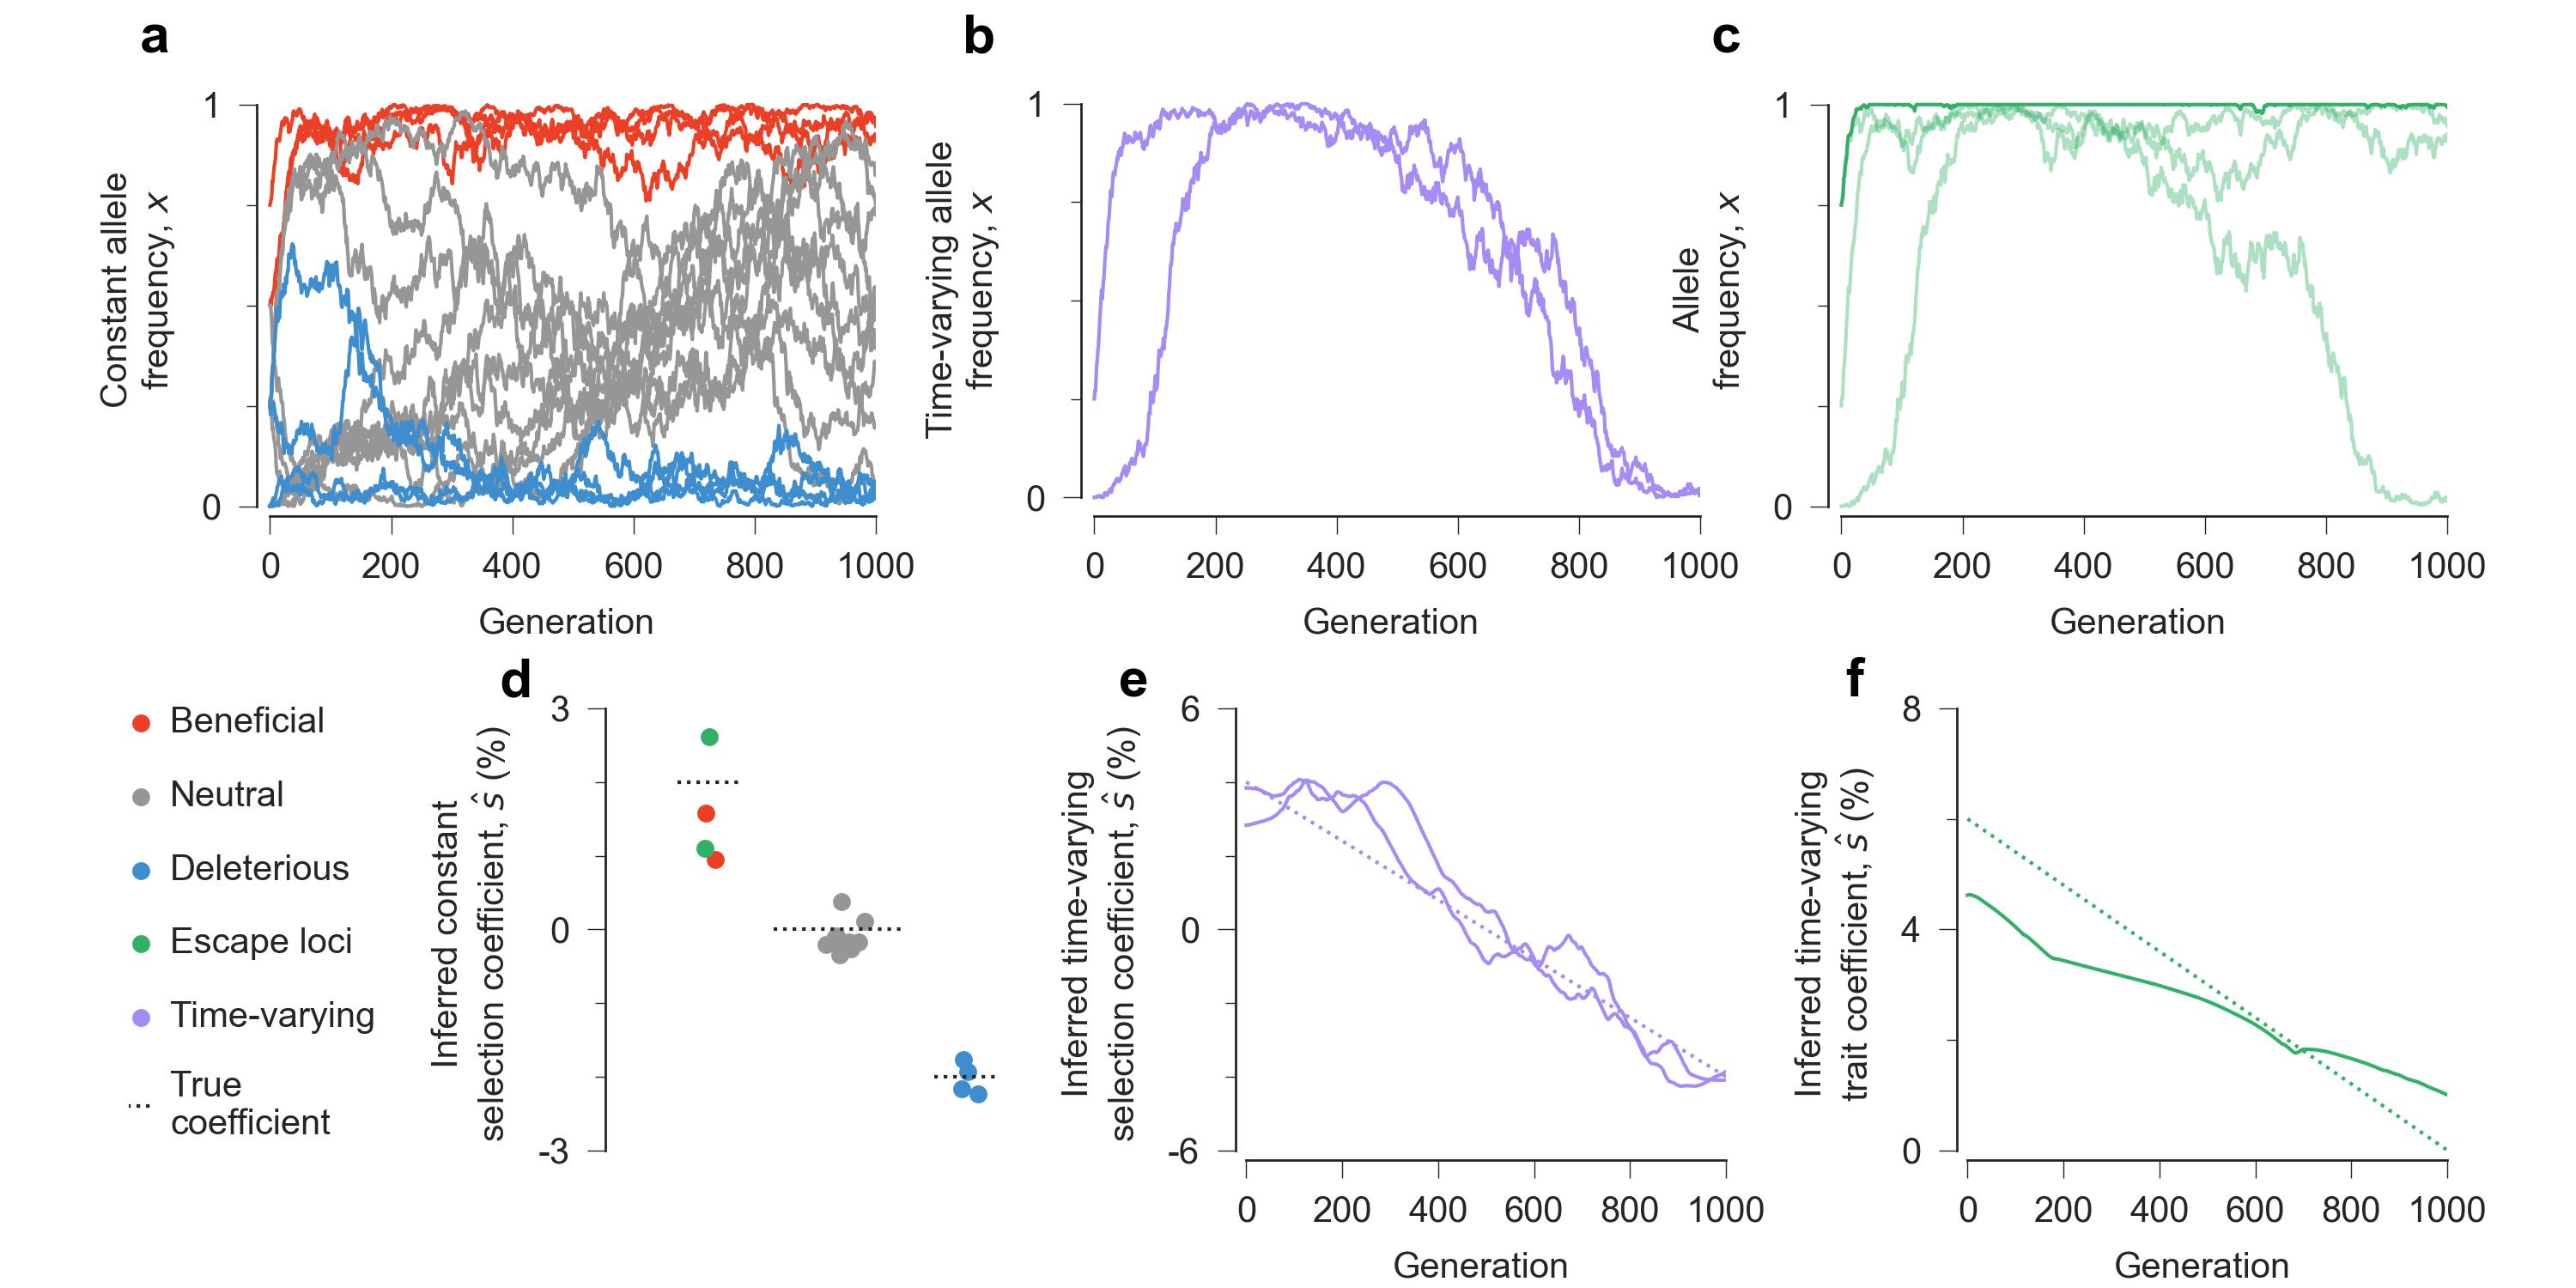 a
1
0
Constant allele
frequency, x
0 200 400 600 800 1000
Generation
b
1
0
Time-varying allele
frequency, x
0 200 400 600 800 1000
Generation
c
1
0
Allele
frequency, x
0 200 400 600 800 1000
Generation
Beneficial
Neutral
Deleterious
Escape loci
Time-varying
True
coefficient
d
3
0
-3
Inferred constant
selection coefficient, ŝ (%)
e
6
0
-6
Inferred time-varying
selection coefficient, ŝ (%)
0 200 400 600 800 1000
Generation
f
8
4
0
Inferred time-varying
trait coefficient, ŝ (%)
0 200 400 600 800 1000
Generation